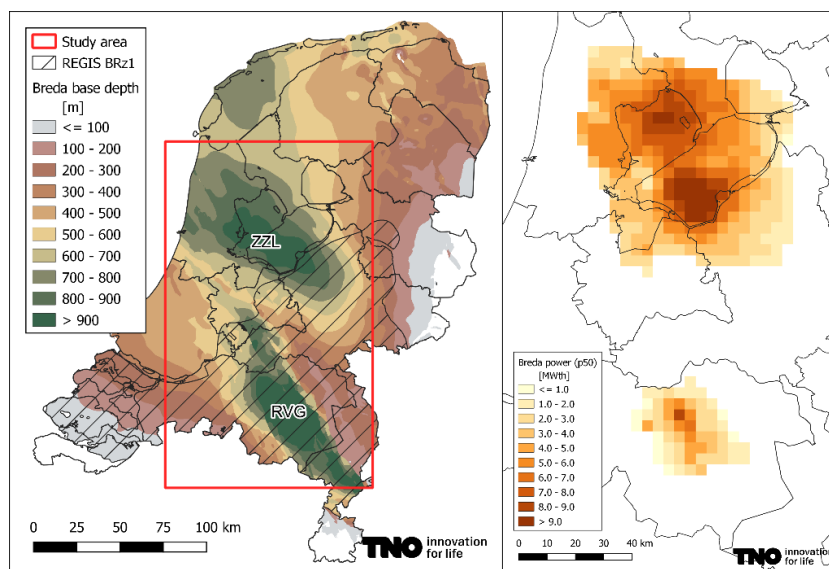 Study area
REGIS BRz1
Breda base depth
[m]
<= 100
100 - 200
200 - 300
300 - 400
400 - 500
500 - 600
600 - 700
700 - 800
800 - 900
> 900
ZZL
RVG
0 25 50 75 100 km
TNO innovation
for life
Breda power (p50)
[MWth]
<= 1.0
1.0 - 2.0
2.0 - 3.0
3.0 - 4.0
4.0 - 5.0
5.0 - 6.0
6.0 - 7.0
7.0 - 8.0
8.0 - 9.0
> 9.0
0 10 20 30 40 km
TNO innovation
for life